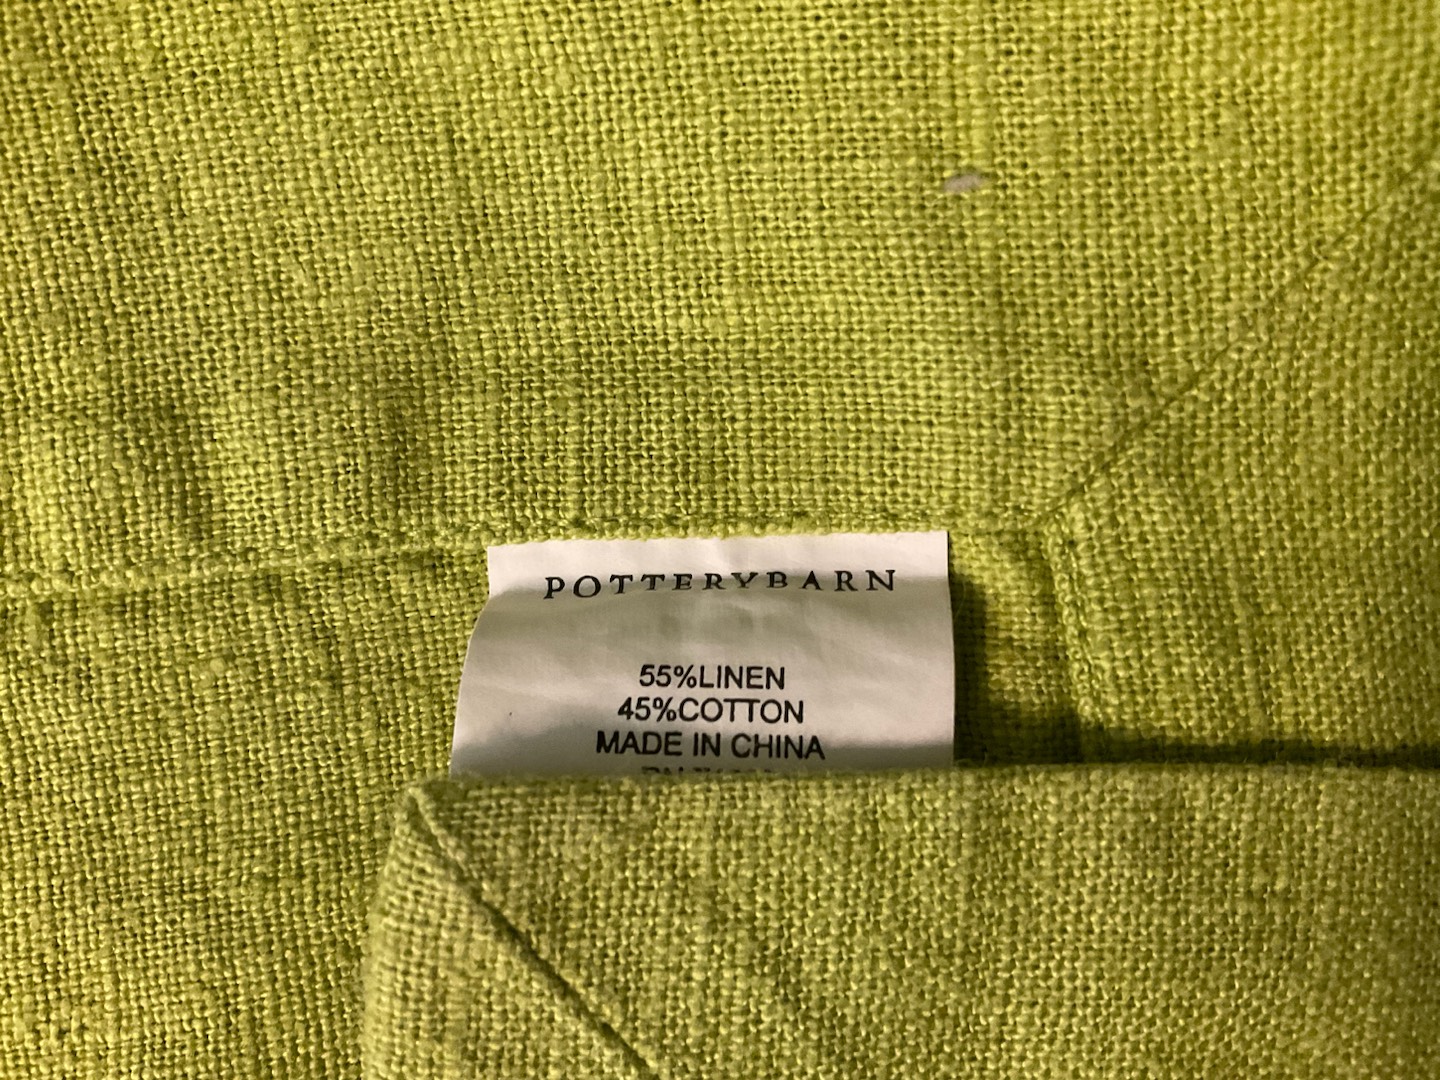 POTTERYBARN
55%LINEN
45%COTTON
MADE IN CHINA